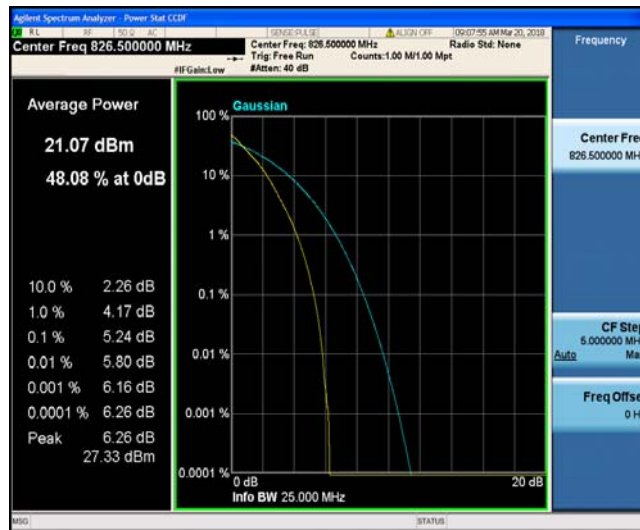 Agilent Spectrum Analyzer - Power Stat CCDF
RL RF 50 Ω AC SENSE:PULSE ALIGN OFF 09:07:55 AM Mar 20, 2018
Center Freq 826.500000 MHz
Center Freq: 826.500000 MHz Radio Std: None
Trig: Free Run Counts:1.00 M/1.00 Mpt
#IFGain:Low #Atten: 40 dB
Frequency
Average Power
21.07 dBm
48.08 % at 0dB
10.0 % 2.26 dB
1.0 % 4.17 dB
0.1 % 5.24 dB
0.01 % 5.80 dB
0.001 % 6.16 dB
0.0001 % 6.26 dB
Peak 6.26 dB
27.33 dBm
Gaussian
100 %
10 %
1 %
0.1 %
0.01 %
0.001 %
0.0001 %
0 dB 20 dB
Info BW 25.000 MHz
Center Fre
826.500000 MH
CF Step
5.000000 MH
Auto Ma
Freq Offse
0 H
MSG STATUS